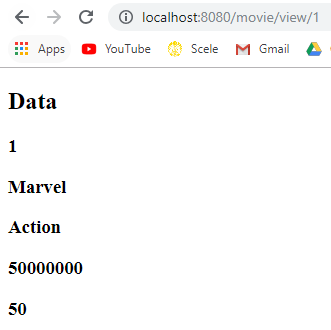 localhost:8080/movie/view/1
Apps YouTube Scele Gmail
Data
1
Marvel
Action
50000000
50